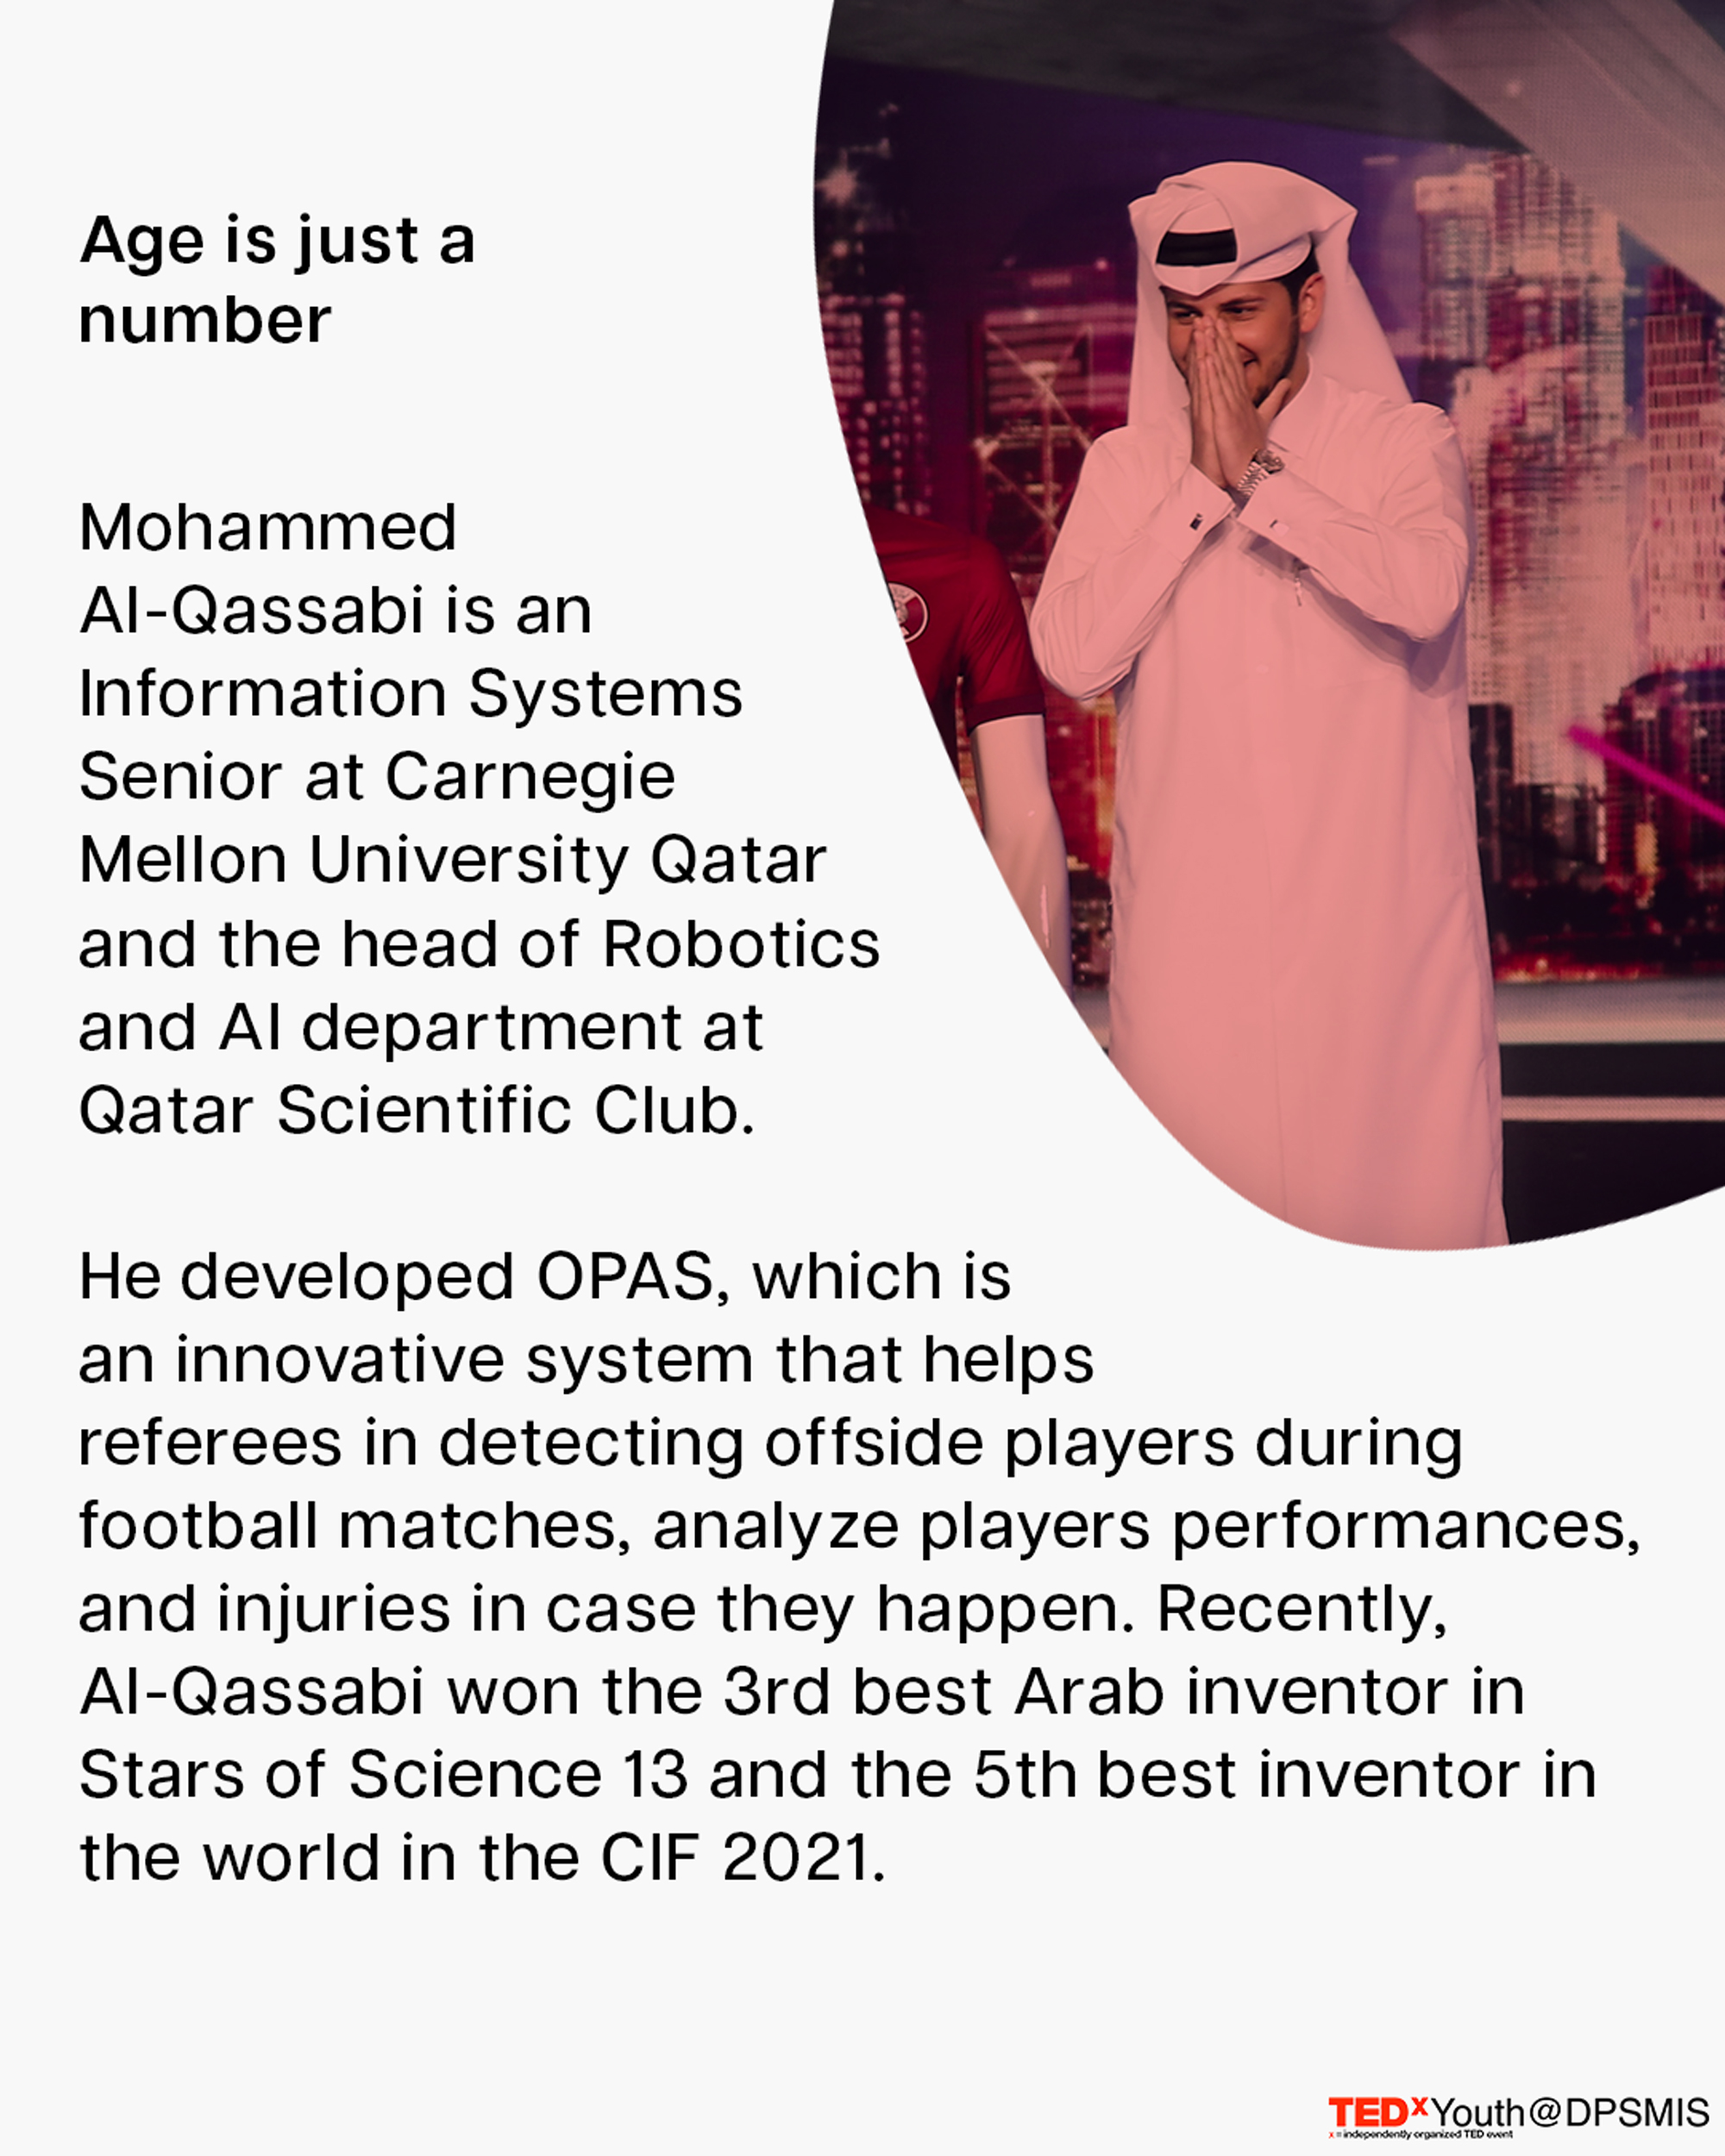 Age is just a
number
Mohammed
Al-Qassabi is an
Information Systems
Senior at Carnegie
Mellon University Qatar
and the head of Robotics
and AI department at
Qatar Scientific Club.
He developed OPAS, which is
an innovative system that helps
referees in detecting offside players during
football matches, analyze players performances,
and injuries in case they happen. Recently,
Al-Qassabi won the 3rd best Arab inventor in
Stars of Science 13 and the 5th best inventor in
the world in the CIF 2021.
TEDxYouth@DPSMIS
x = independently organized TED event